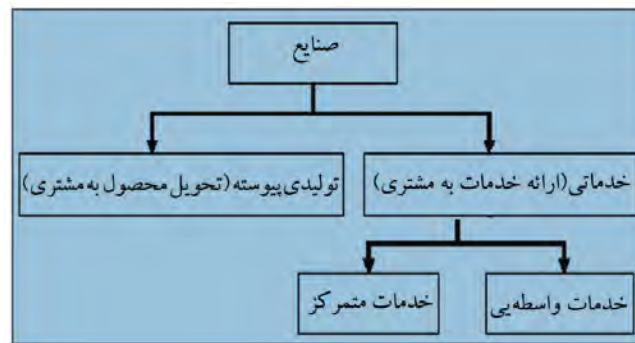 صنایع
خدماتی(ارائه خدمات به مشتری)
تولیدی‌پیوسته(تحویل محصول به مشتری)
خدمات واسطه‌یی
خدمات متمرکز